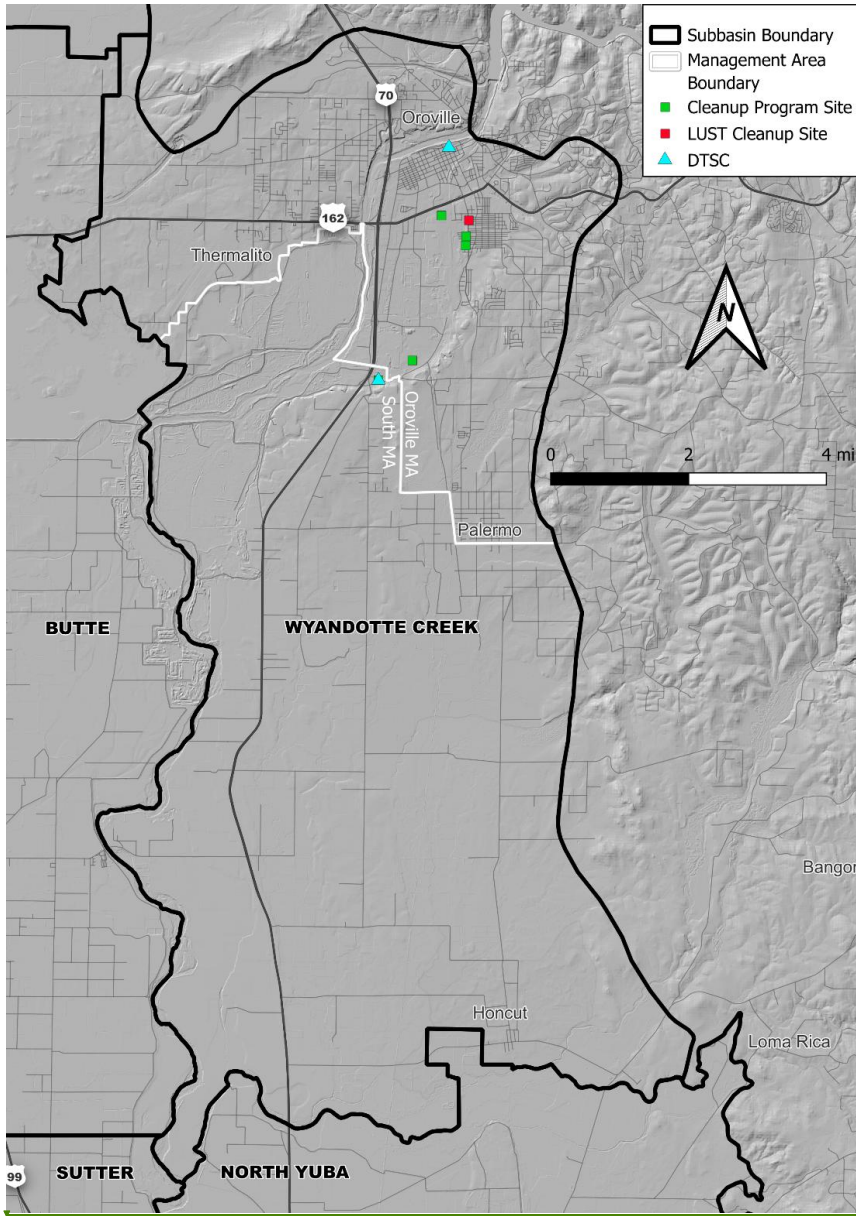 Subbasin Boundary
Management Area
Boundary
Cleanup Program Site
LUST Cleanup Site
DTSC
70
Oroville
162
Thermalito
N
0 2 4 mi
Oroville MA
South MA
Palermo
BUTTE
WYANDOTTE CREEK
Bangor
Honcut
Loma Rica
SUTTER
NORTH YUBA
99